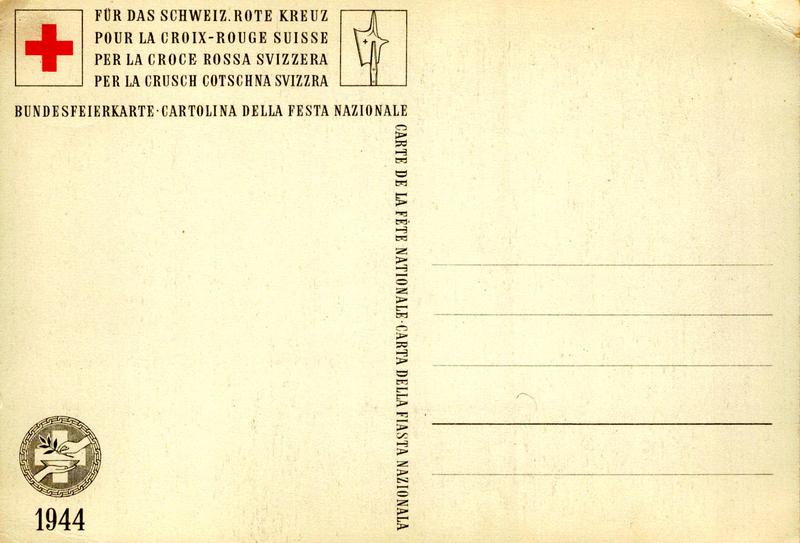 FÜR DAS SCHWEIZ. ROTE KREUZ
POUR LA CROIX-ROUGE SUISSE
PER LA CROCE ROSSA SVIZZERA
PER LA CRUSCH COTSCHNA SVIZZRA
BUNDESFEIERKARTE·CARTOLINA DELLA FESTA NAZIONALE
CARTE DE LA FÊTE NATIONALE·CARTA DELLA FIASTA NAZIONALA
1944